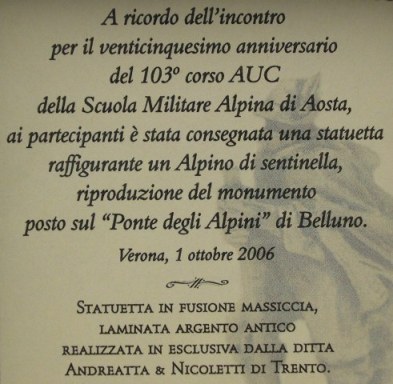 A ricordo dell'incontro
per il venticinquesimo anniversario
del 103º corso AUC
della Scuola Militare Alpina di Aosta,
ai partecipanti è stata consegnata una statuetta
raffigurante un Alpino di sentinella,
riproduzione del monumento
posto sul "Ponte degli Alpini" di Belluno.
Verona, 1 ottobre 2006
STATUETTA IN FUSIONE MASSICCIA,
LAMINATA ARGENTO ANTICO
REALIZZATA IN ESCLUSIVA DALLA DITTA
ANDREATTA & NICOLETTI DI TRENTO.